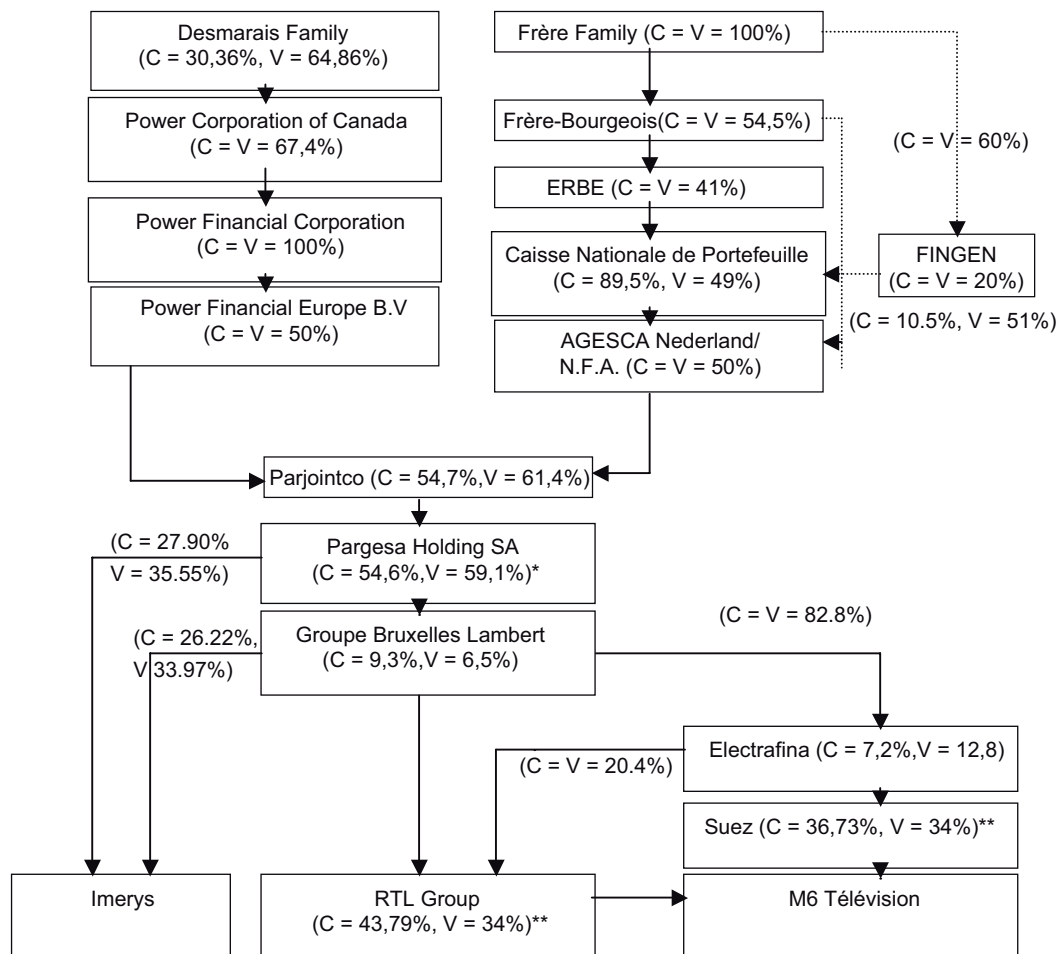 Desmarais Family
(C = 30,36%, V = 64,86%)
Power Corporation of Canada
(C = V = 67,4%)
Power Financial Corporation
(C = V = 100%)
Power Financial Europe B.V
(C = V = 50%)
Frère Family (C = V = 100%)
Frère-Bourgeois(C = V = 54,5%)
(C = V = 60%)
ERBE (C = V = 41%)
Caisse Nationale de Portefeuille
(C = 89,5%, V = 49%)
FINGEN
(C = V = 20%)
(C = 10.5%, V = 51%)
AGESCA Nederland/
N.F.A. (C = V = 50%)
Parjointco (C = 54,7%,V = 61,4%)
(C = 27.90%
V = 35.55%)
Pargesa Holding SA
(C = 54,6%,V = 59,1%)*
(C = V = 82.8%)
(C = 26.22%,
V 33.97%)
Groupe Bruxelles Lambert
(C = 9,3%,V = 6,5%)
Electrafina (C = 7,2%,V = 12,8)
(C = V = 20.4%)
Suez (C = 36,73%, V = 34%)**
Imerys
RTL Group
(C = 43,79%, V = 34%)**
M6 Télévision